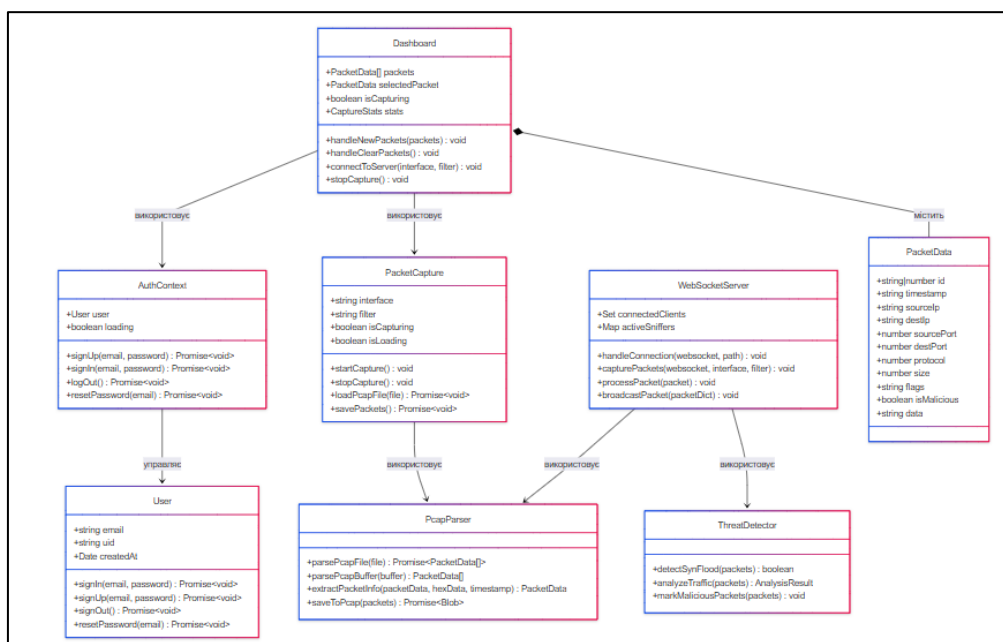 Dashboard
+PacketData[] packets
+PacketData selectedPacket
+boolean isCapturing
+CaptureStats stats
+handleNewPackets(packets) : void
+handleClearPackets() : void
+connectToServer(interface, filter) : void
+stopCapture() : void
використовує
використовує
містить
AuthContext
+User user
+boolean loading
+signUp(email, password) : Promise<void>
+signIn(email, password) : Promise<void>
+logOut() : Promise<void>
+resetPassword(email) : Promise<void>
PacketCapture
+string interface
+string filter
+boolean isCapturing
+boolean isLoading
+startCapture() : void
+stopCapture() : void
+loadPcapFile(file) : Promise<void>
+savePackets() : Promise<void>
WebSocketServer
+Set connectedClients
+Map activeSniffers
+handleConnection(websocket, path) : void
+capturePackets(websocket, interface, filter) : void
+processPacket(packet) : void
+broadcastPacket(packetDict) : void
PacketData
+string|number id
+string timestamp
+string sourceIp
+string destIp
+number sourcePort
+number destPort
+number protocol
+number size
+string flags
+boolean isMalicious
+string data
управляє
використовує
використовує
використовує
User
+string email
+string uid
+Date createdAt
+signIn(email, password) : Promise<void>
+signUp(email, password) : Promise<void>
+signOut() : Promise<void>
+resetPassword(email) : Promise<void>
PcapParser
+parsePcapFile(file) : Promise<PacketData[]>
+parsePcapBuffer(buffer) : PacketData[]
+extractPacketInfo(packetData, hexData, timestamp) : PacketData
+saveToPcap(packets) : Promise<Blob>
ThreatDetector
+detectSynFlood(packets) : boolean
+analyzeTraffic(packets) : AnalysisResult
+markMaliciousPackets(packets) : void